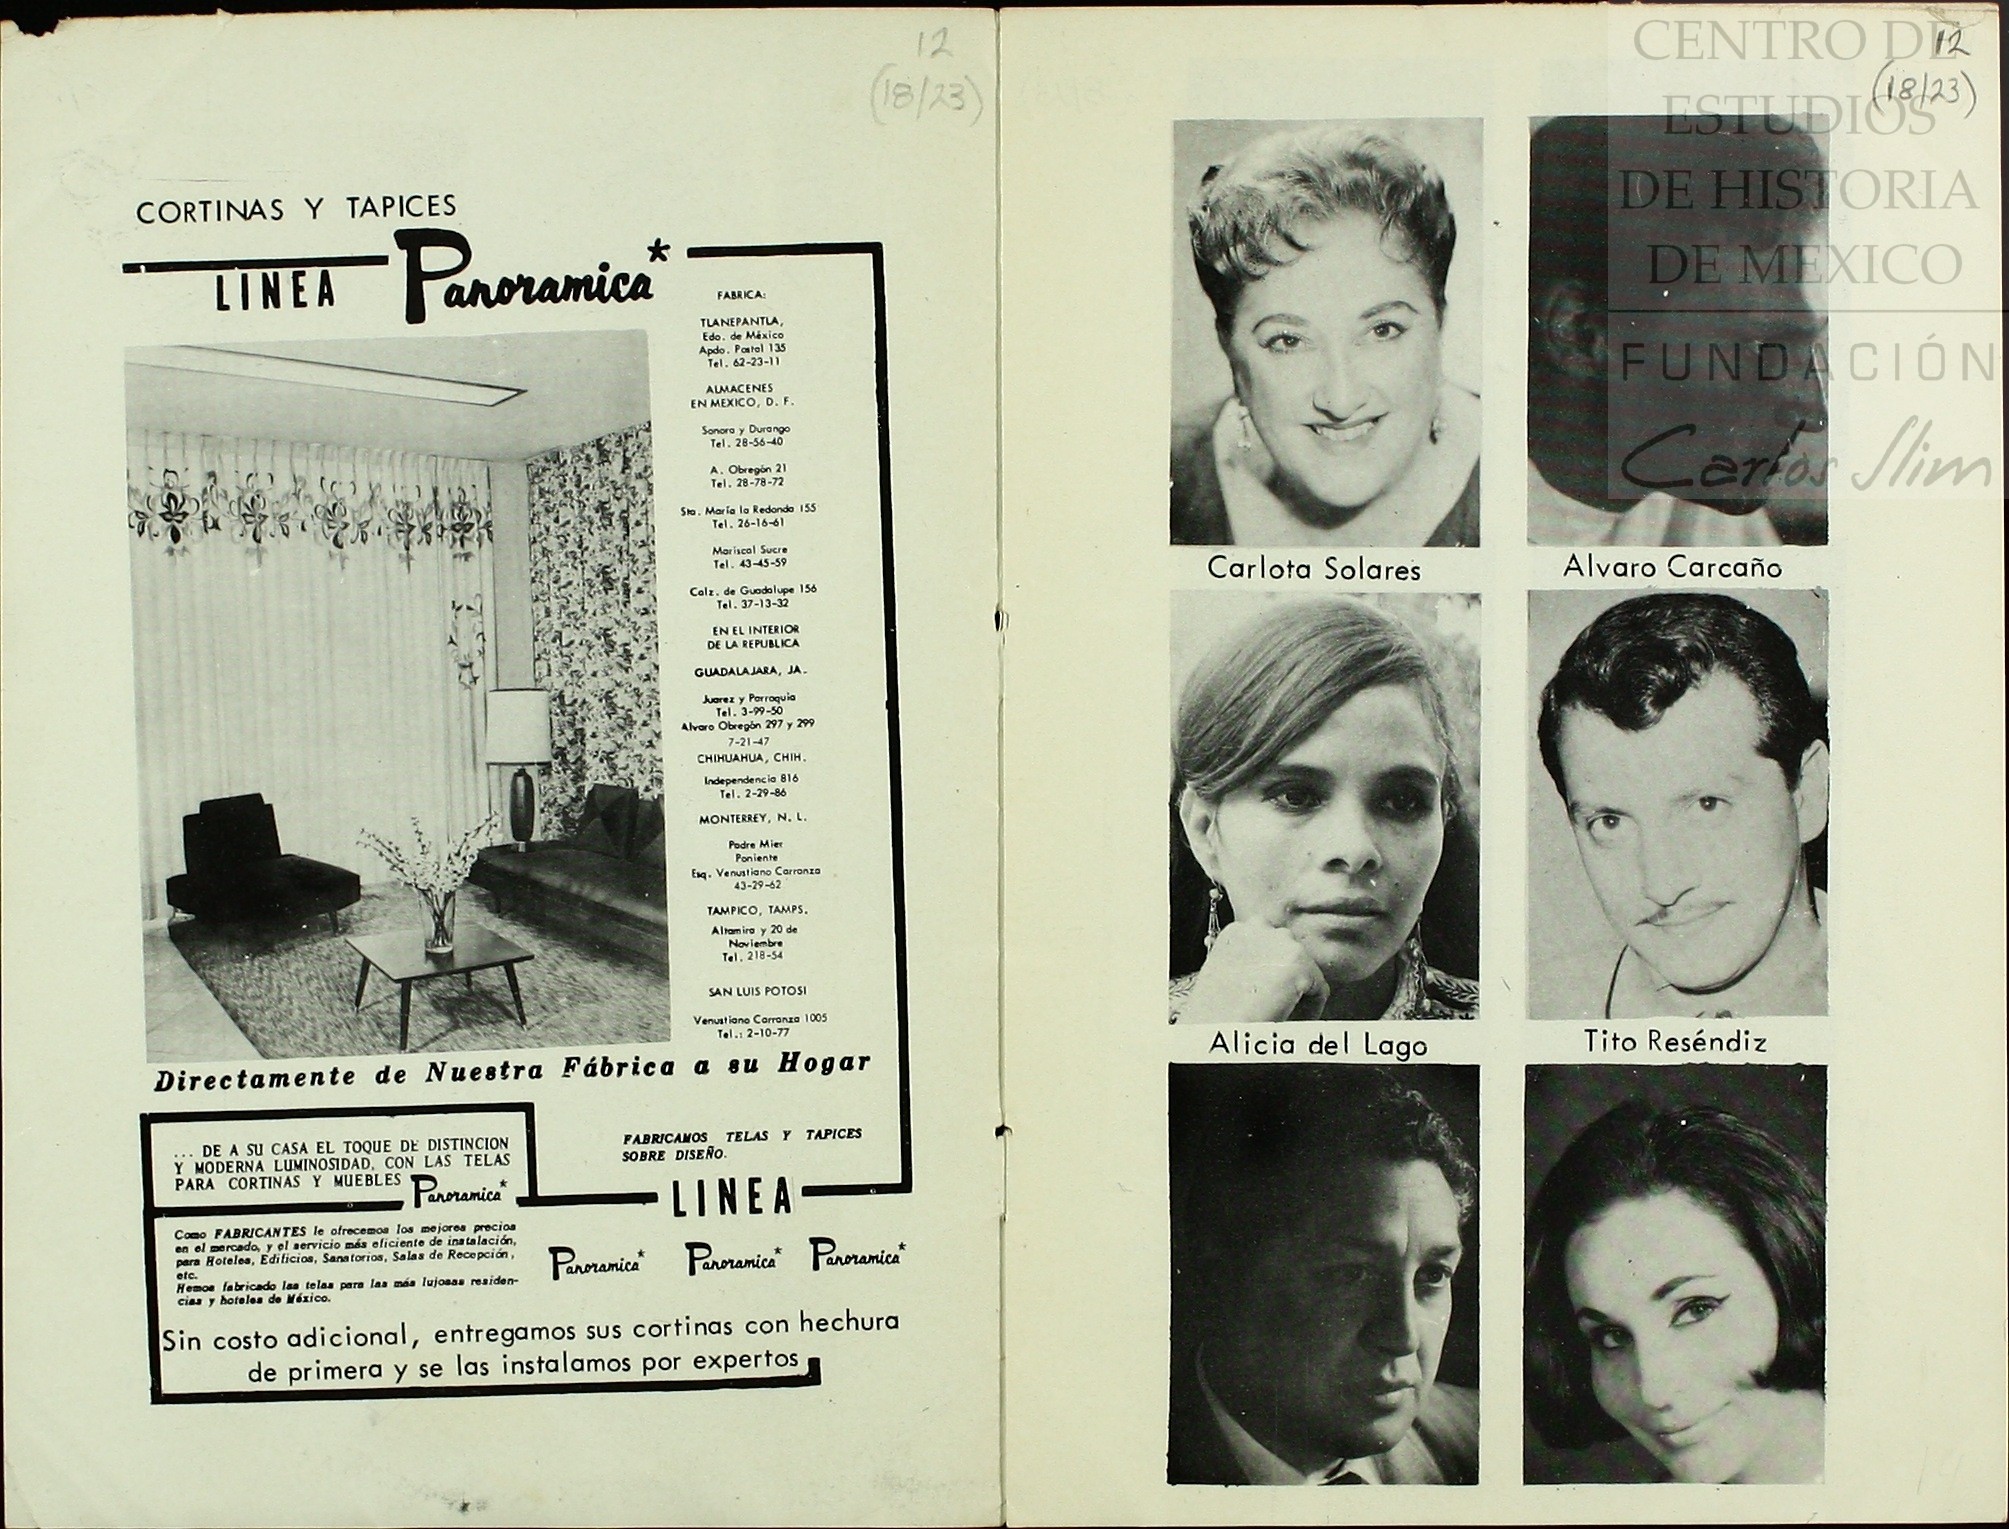 12
(18/23)
CORTINAS Y TAPICES
LINEA Panoramica*
FABRICA:
TLANEPANTLA,
Edo. de México
Apdo. Postal 135
Tel. 62-23-11
ALMACENES
EN MEXICO, D. F.
Sonora y Durango
Tel. 28-56-40
A. Obregón 21
Tel. 28-78-72
Sta. María la Redonda 155
Tel. 26-16-61
Mariscal Sucre
Tel. 43-45-59
Calz. de Guadalupe 156
Tel. 37-13-32
EN EL INTERIOR
DE LA REPUBLICA
GUADALAJARA, JA.
Juarez y Parroquia
Tel. 3-99-50
Alvaro Obregón 297 y 299
7-21-47
CHIHUAHUA, CHIH.
Independencia 816
Tel. 2-29-86
MONTERREY, N. L.
Padre Mier
Poniente
Esq. Venustiano Carranza
43-29-62
TAMPICO, TAMPS.
Altamira y 20 de
Noviembre
Tel. 218-54
SAN LUIS POTOSI
Venustiano Carranza 1005
Tel.: 2-10-77
Directamente de Nuestra Fábrica a su Hogar
... DE A SU CASA EL TOQUE DE DISTINCION
Y MODERNA LUMINOSIDAD, CON LAS TELAS
PARA CORTINAS Y MUEBLES Panoramica*
FABRICAMOS TELAS Y TAPICES
SOBRE DISEÑO.
LINEA
Como FABRICANTES le ofrecemos los mejores precios
en el mercado, y el servicio más eficiente de instalación,
para Hoteles, Edificios, Sanatorios, Salas de Recepción,
etc.
Hemos fabricado las telas para las más lujosas residen-
cias y hoteles de México.
Panoramica* Panoramica* Panoramica*
Sin costo adicional, entregamos sus cortinas con hechura
de primera y se las instalamos por expertos
12
(18/23)
CENTRO DE
ESTUDIOS
DE HISTORIA
DE MEXICO
FUNDACIÓN
Carlos Slim
Carlota Solares
Alvaro Carcaño
Alicia del Lago
Tito Reséndiz